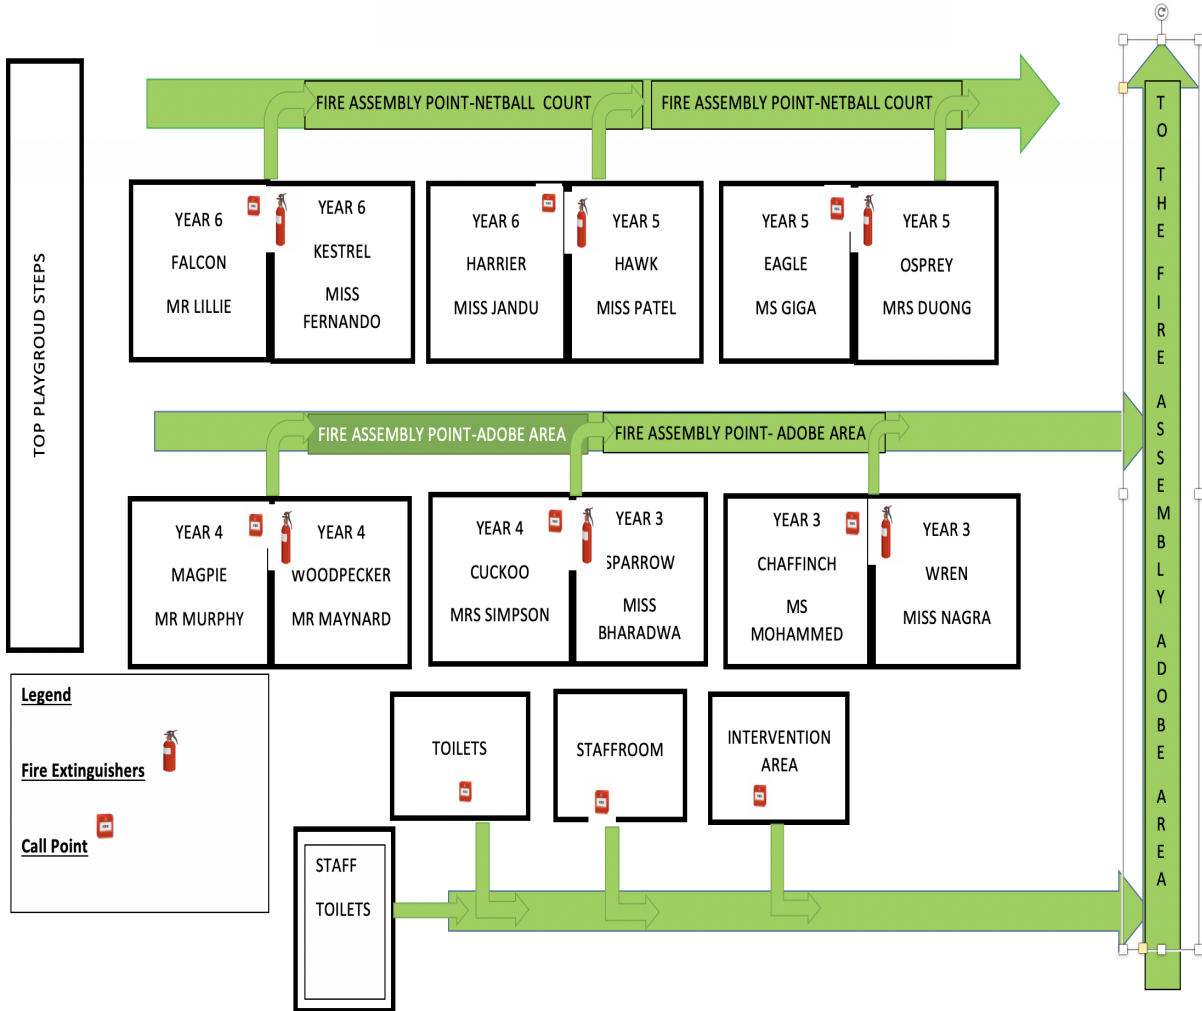 TOP PLAYGROUD STEPS
FIRE ASSEMBLY POINT-NETBALL COURT
FIRE ASSEMBLY POINT-NETBALL COURT
YEAR 6
FALCON
MR LILLIE
YEAR 6
KESTREL
MISS
FERNANDO
YEAR 6
HARRIER
MISS JANDU
YEAR 5
HAWK
MISS PATEL
YEAR 5
EAGLE
MS GIGA
YEAR 5
OSPREY
MRS DUONG
FIRE ASSEMBLY POINT-ADOBE AREA
FIRE ASSEMBLY POINT- ADOBE AREA
YEAR 4
MAGPIE
MR MURPHY
YEAR 4
WOODPECKER
MR MAYNARD
YEAR 4
CUCKOO
MRS SIMPSON
YEAR 3
SPARROW
MISS
BHARADWA
YEAR 3
CHAFFINCH
MS
MOHAMMED
YEAR 3
WREN
MISS NAGRA
Legend
Fire Extinguishers
Call Point
TOILETS
STAFFROOM
INTERVENTION
AREA
STAFF
TOILETS
TO THE FIRE ASSEMBLY ADOBE AREA